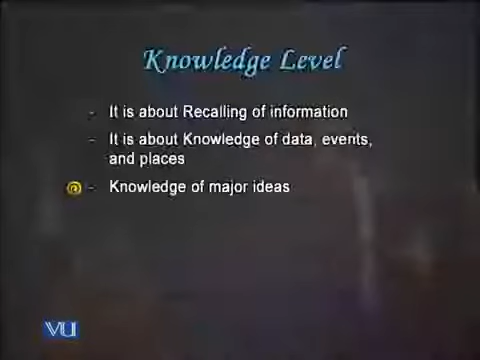 Knowledge Level
- It is about Recalling of information
- It is about Knowledge of data, events,
and places
- Knowledge of major ideas
VU